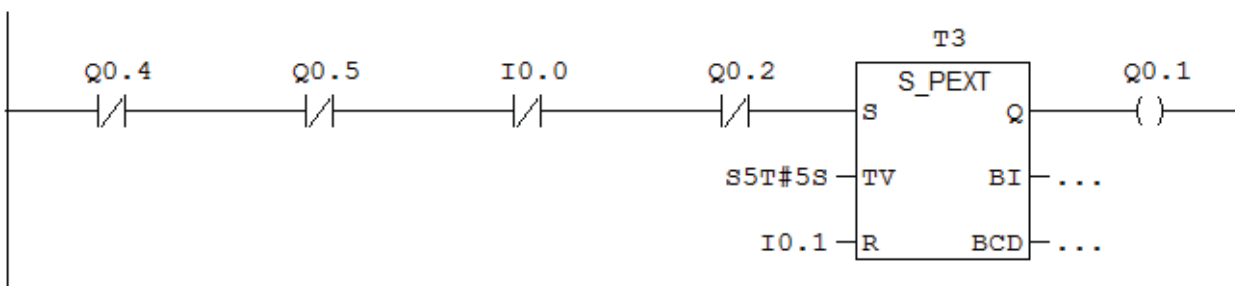 T3
Q0.4 Q0.5 I0.0 Q0.2 S_PEXT Q0.1
S Q
S5T#5S TV BI ...
I0.1 R BCD ...